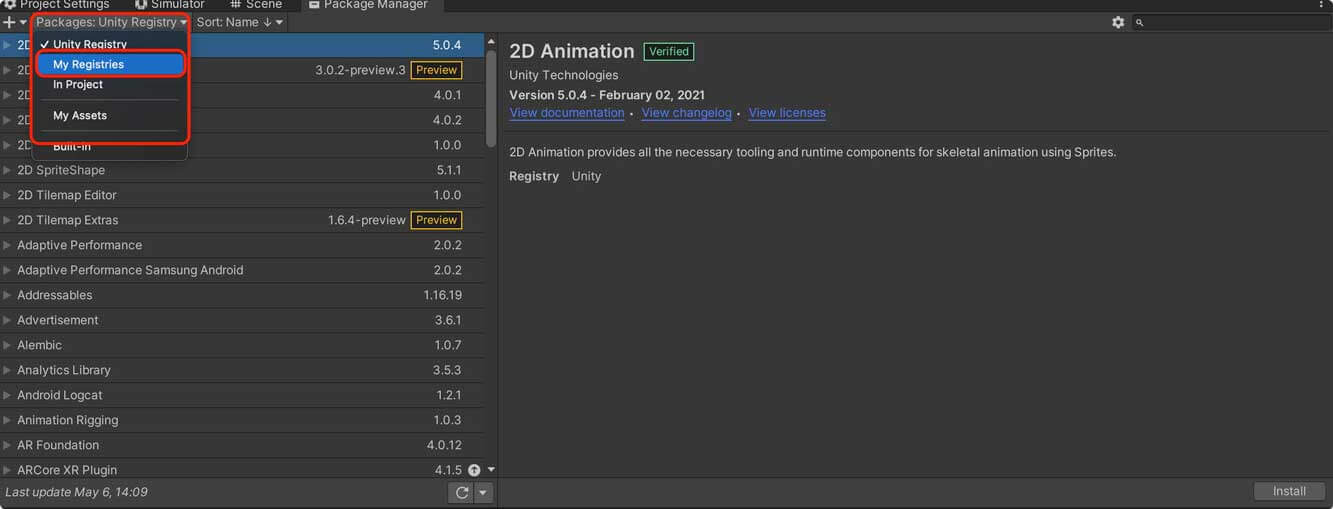 Project Settings Simulator Scene Package Manager
Packages: Unity Registry Sort: Name ↓
✓ Unity Registry
My Registries
In Project
My Assets
Built-in
2D 5.0.4
2D 3.0.2-preview.3 Preview
2D 4.0.1
2D 4.0.2
2D 1.0.0
2D SpriteShape 5.1.1
2D Tilemap Editor 1.0.0
2D Tilemap Extras 1.6.4-preview Preview
Adaptive Performance 2.0.2
Adaptive Performance Samsung Android 2.0.2
Addressables 1.16.19
Advertisement 3.6.1
Alembic 1.0.7
Analytics Library 3.5.3
Android Logcat 1.2.1
Animation Rigging 1.0.3
AR Foundation 4.0.12
ARCore XR Plugin 4.1.5
Last update May 6, 14:09
2D Animation Verified
Unity Technologies
Version 5.0.4 - February 02, 2021
View documentation • View changelog • View licenses
2D Animation provides all the necessary tooling and runtime components for skeletal animation using Sprites.
Registry Unity
Install